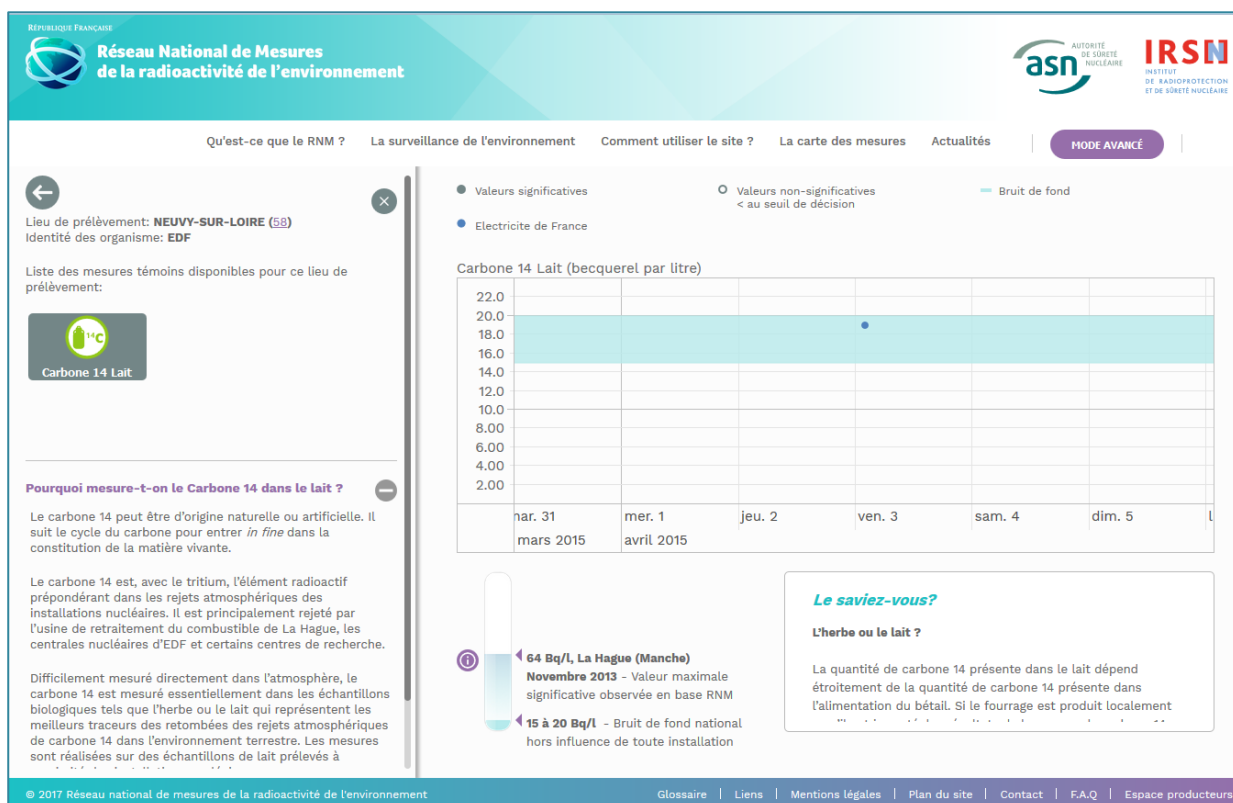 RÉPUBLIQUE FRANÇAISE
Réseau National de Mesures
de la radioactivité de l'environnement
asn
AUTORITÉ
DE SÛRETÉ
NUCLÉAIRE
IRSN
INSTITUT
DE RADIOPROTECTION
ET DE SÛRETÉ NUCLÉAIRE
Qu'est-ce que le RNM ? La surveillance de l'environnement Comment utiliser le site ? La carte des mesures Actualités MODE AVANCÉ
Lieu de prélèvement: NEUVY-SUR-LOIRE (58)
Identité des organisme: EDF
Liste des mesures témoins disponibles pour ce lieu de
prélèvement:
14C
Carbone 14 Lait
Pourquoi mesure-t-on le Carbone 14 dans le lait ?
Le carbone 14 peut être d'origine naturelle ou artificielle. Il
suit le cycle du carbone pour entrer in fine dans la
constitution de la matière vivante.
Le carbone 14 est, avec le tritium, l'élément radioactif
prépondérant dans les rejets atmosphériques des
installations nucléaires. Il est principalement rejeté par
l'usine de retraitement du combustible de La Hague, les
centrales nucléaires d'EDF et certains centres de recherche.
Difficilement mesuré directement dans l'atmosphère, le
carbone 14 est mesuré essentiellement dans les échantillons
biologiques tels que l'herbe ou le lait qui représentent les
meilleurs traceurs des retombées des rejets atmosphériques
de carbone 14 dans l'environnement terrestre. Les mesures
sont réalisées sur des échantillons de lait prélevés à
Valeurs significatives
Valeurs non-significatives
< au seuil de décision
Bruit de fond
Electricite de France
Carbone 14 Lait (becquerel par litre)
22.0
20.0
18.0
16.0
14.0
12.0
10.0
8.00
6.00
4.00
2.00
mar. 31 mer. 1 jeu. 2 ven. 3 sam. 4 dim. 5 l
mars 2015 avril 2015
64 Bq/l, La Hague (Manche)
Novembre 2013 - Valeur maximale
significative observée en base RNM
15 à 20 Bq/l - Bruit de fond national
hors influence de toute installation
Le saviez-vous?
L'herbe ou le lait ?
La quantité de carbone 14 présente dans le lait dépend
étroitement de la quantité de carbone 14 présente dans
l'alimentation du bétail. Si le fourrage est produit localement
© 2017 Réseau national de mesures de la radioactivité de l'environnement
Glossaire | Liens | Mentions légales | Plan du site | Contact | F.A.Q | Espace producteurs